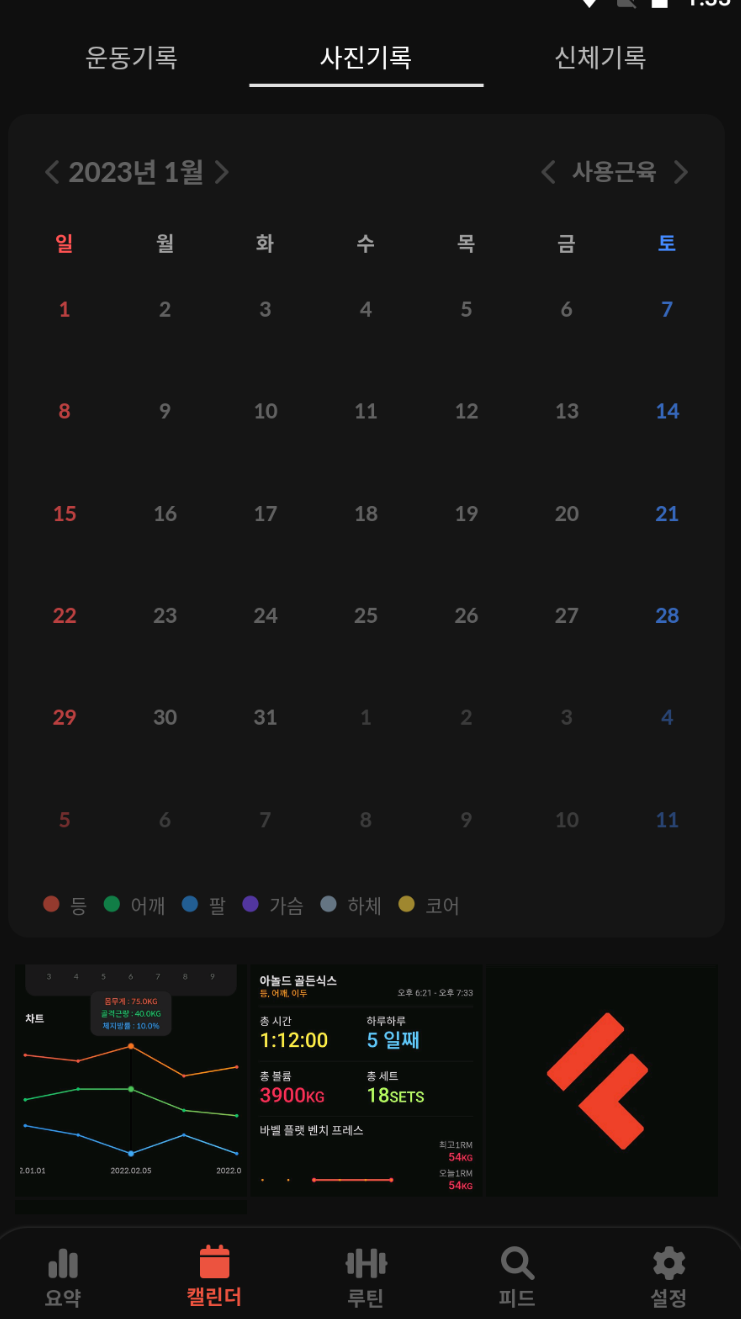 운동기록 사진기록 신체기록
2023년 1월 사용근육
일 월 화 수 목 금 토
1 2 3 4 5 6 7
8 9 10 11 12 13 14
15 16 17 18 19 20 21
22 23 24 25 26 27 28
29 30 31 1 2 3 4
5 6 7 8 9 10 11
등 어깨 팔 가슴 하체 코어
3 4 5 6 7 8 9
몸무게 : 75.0KG
골격근량 : 40.0KG
체지방률 : 10.0%
차트
2.01.01 2022.02.05 2022.0
아놀드 골든식스
등, 어깨, 이두 오후 6:21 - 오후 7:33
총 시간 하루하루
1:12:00 5 일째
총 볼륨 총 세트
3900KG 18SETS
바벨 플랫 벤치 프레스
최고1RM
54KG
오늘1RM
54KG
요약 캘린더 루틴 피드 설정